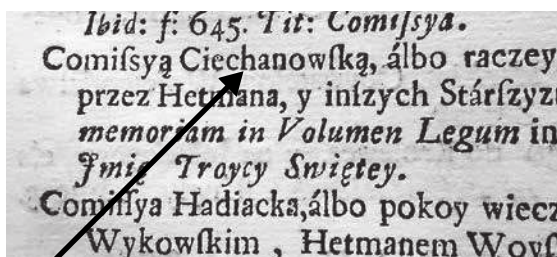 Ibid: f: 645. Tit: Comiſsya.
Comiſsyą Ciechanowſką, álbo raczey
przez Hetmana, y inſzych Stárſzyz
memoriam in Volumen Legum in
Jmię Troycy Swiętey.
Comiſſya Hadiacka, álbo pokoy wiecz
Wykowſkim, Hetmanem Woyſ